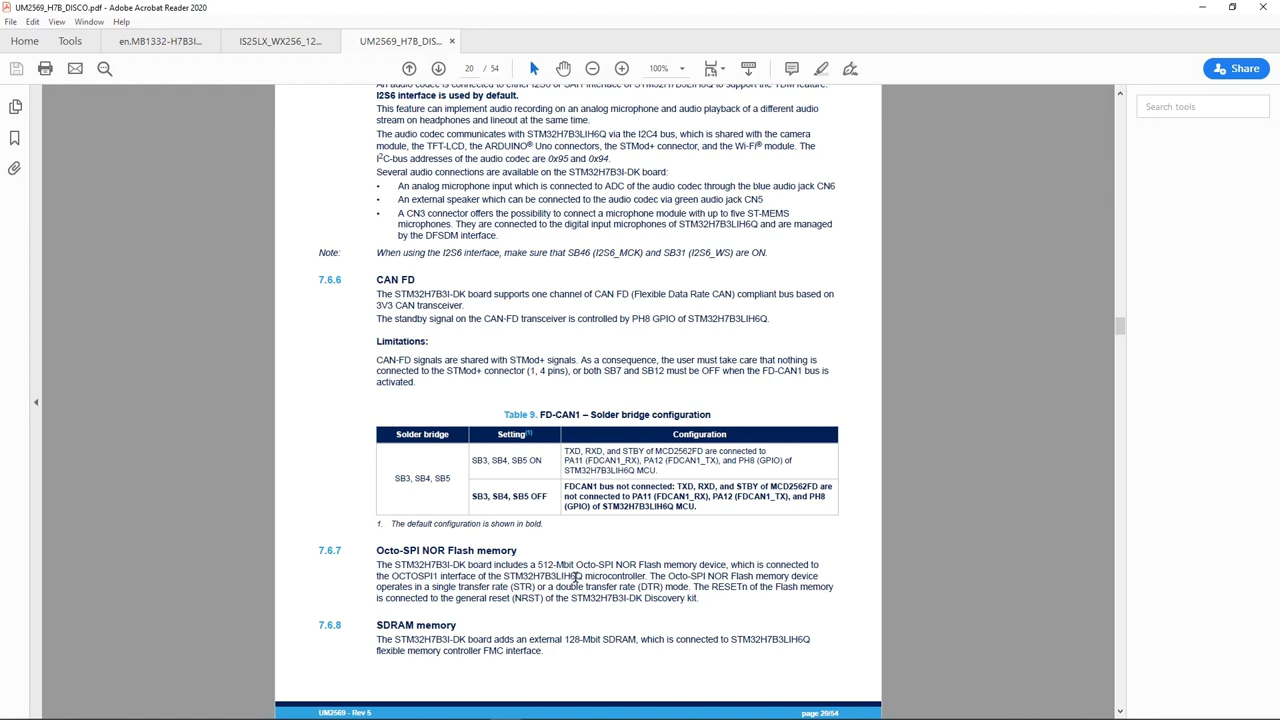 UM2569_H7B_DISCO.pdf - Adobe Acrobat Reader 2020
File Edit View Window Help
Home Tools en.MB1332-H7B3I... IS25LX_WX256_12... UM2569_H7B_DIS... ×
20 / 54 100% Share
Search tools
I2S6 interface is used by default.
This feature can implement audio recording on an analog microphone and audio playback of a different audio
stream on headphones and lineout at the same time.
The audio codec communicates with STM32H7B3LIH6Q via the I2C4 bus, which is shared with the camera
module, the TFT-LCD, the ARDUINO® Uno connectors, the STMod+ connector, and the Wi-Fi® module. The
I²C-bus addresses of the audio codec are 0x95 and 0x94.
Several audio connections are available on the STM32H7B3I-DK board:
• An analog microphone input which is connected to ADC of the audio codec through the blue audio jack CN6
• An external speaker which can be connected to the audio codec via green audio jack CN5
• A CN3 connector offers the possibility to connect a microphone module with up to five ST-MEMS
microphones. They are connected to the digital input microphones of STM32H7B3LIH6Q and are managed
by the DFSDM interface.
Note: When using the I2S6 interface, make sure that SB46 (I2S6_MCK) and SB31 (I2S6_WS) are ON.
7.6.6 CAN FD
The STM32H7B3I-DK board supports one channel of CAN FD (Flexible Data Rate CAN) compliant bus based on
3V3 CAN transceiver.
The standby signal on the CAN-FD transceiver is controlled by PH8 GPIO of STM32H7B3LIH6Q.
Limitations:
CAN-FD signals are shared with STMod+ signals. As a consequence, the user must take care that nothing is
connected to the STMod+ connector (1, 4 pins), or both SB7 and SB12 must be OFF when the FD-CAN1 bus is
activated.
Table 9. FD-CAN1 – Solder bridge configuration
Solder bridge Setting(1) Configuration
SB3, SB4, SB5
SB3, SB4, SB5 ON
TXD, RXD, and STBY of MCD2562FD are connected to
PA11 (FDCAN1_RX), PA12 (FDCAN1_TX), and PH8 (GPIO) of
STM32H7B3LIH6Q MCU.
SB3, SB4, SB5 OFF
FDCAN1 bus not connected: TXD, RXD, and STBY of MCD2562FD are
not connected to PA11 (FDCAN1_RX), PA12 (FDCAN1_TX), and PH8
(GPIO) of STM32H7B3LIH6Q MCU.
1. The default configuration is shown in bold.
7.6.7 Octo-SPI NOR Flash memory
The STM32H7B3I-DK board includes a 512-Mbit Octo-SPI NOR Flash memory device, which is connected to
the OCTOSPI1 interface of the STM32H7B3LIH6Q microcontroller. The Octo-SPI NOR Flash memory device
operates in a single transfer rate (STR) or a double transfer rate (DTR) mode. The RESETn of the Flash memory
is connected to the general reset (NRST) of the STM32H7B3I-DK Discovery kit.
7.6.8 SDRAM memory
The STM32H7B3I-DK board adds an external 128-Mbit SDRAM, which is connected to STM32H7B3LIH6Q
flexible memory controller FMC interface.
UM2569 - Rev 5 page 20/54